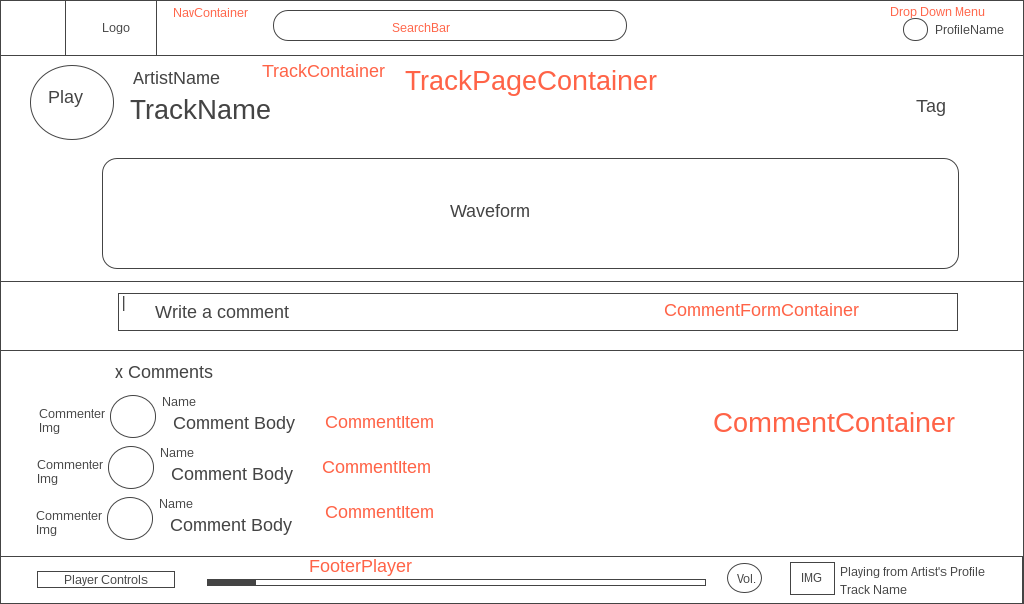 Logo
NavContainer
SearchBar
Drop Down Menu
ProfileName
Play
ArtistName
TrackContainer
TrackPageContainer
TrackName
Tag
Waveform
Write a comment
CommentFormContainer
x Comments
Commenter
Img
Name
Comment Body
CommentItem
CommentContainer
Commenter
Img
Name
Comment Body
CommentItem
Commenter
Img
Name
Comment Body
CommentItem
FooterPlayer
Player Controls
Vol.
IMG
Playing from Artist's Profile
Track Name